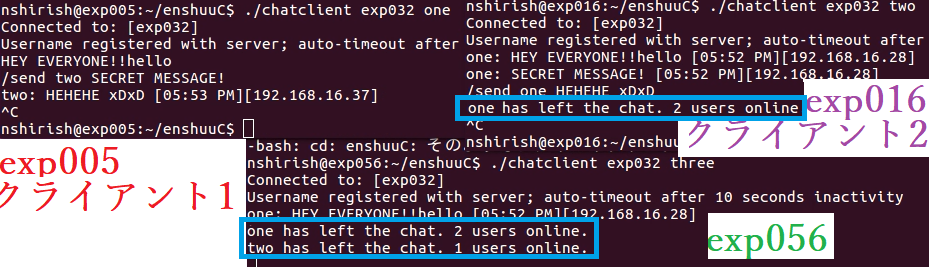 nshirish@exp005:~/enshuuC$ ./chatclient exp032 one
Connected to: [exp032]
Username registered with server; auto-timeout after
HEY EVERYONE!!hello
/send two SECRET MESSAGE!
two: HEHEHE xDxD [05:53 PM][192.168.16.37]
^C
nshirish@exp005:~/enshuuC$
exp005
クライアント1
nshirish@exp016:~/enshuuC$ ./chatclient exp032 two
Connected to: [exp032]
Username registered with server; auto-timeout after
one: HEY EVERYONE!!hello [05:52 PM][192.168.16.28]
one: SECRET MESSAGE! [05:52 PM][192.168.16.28]
/send one HEHEHE xDxD
one has left the chat. 2 users online
^C
nshirish@exp016:~/enshuuC$
exp016
クライアント2
-bash: cd: enshuuC: その
nshirish@exp056:~/enshuuC$ ./chatclient exp032 three
Connected to: [exp032]
Username registered with server; auto-timeout after 10 seconds inactivity
one: HEY EVERYONE!!hello [05:52 PM][192.168.16.28]
one has left the chat. 2 users online.
two has left the chat. 1 users online.
exp056